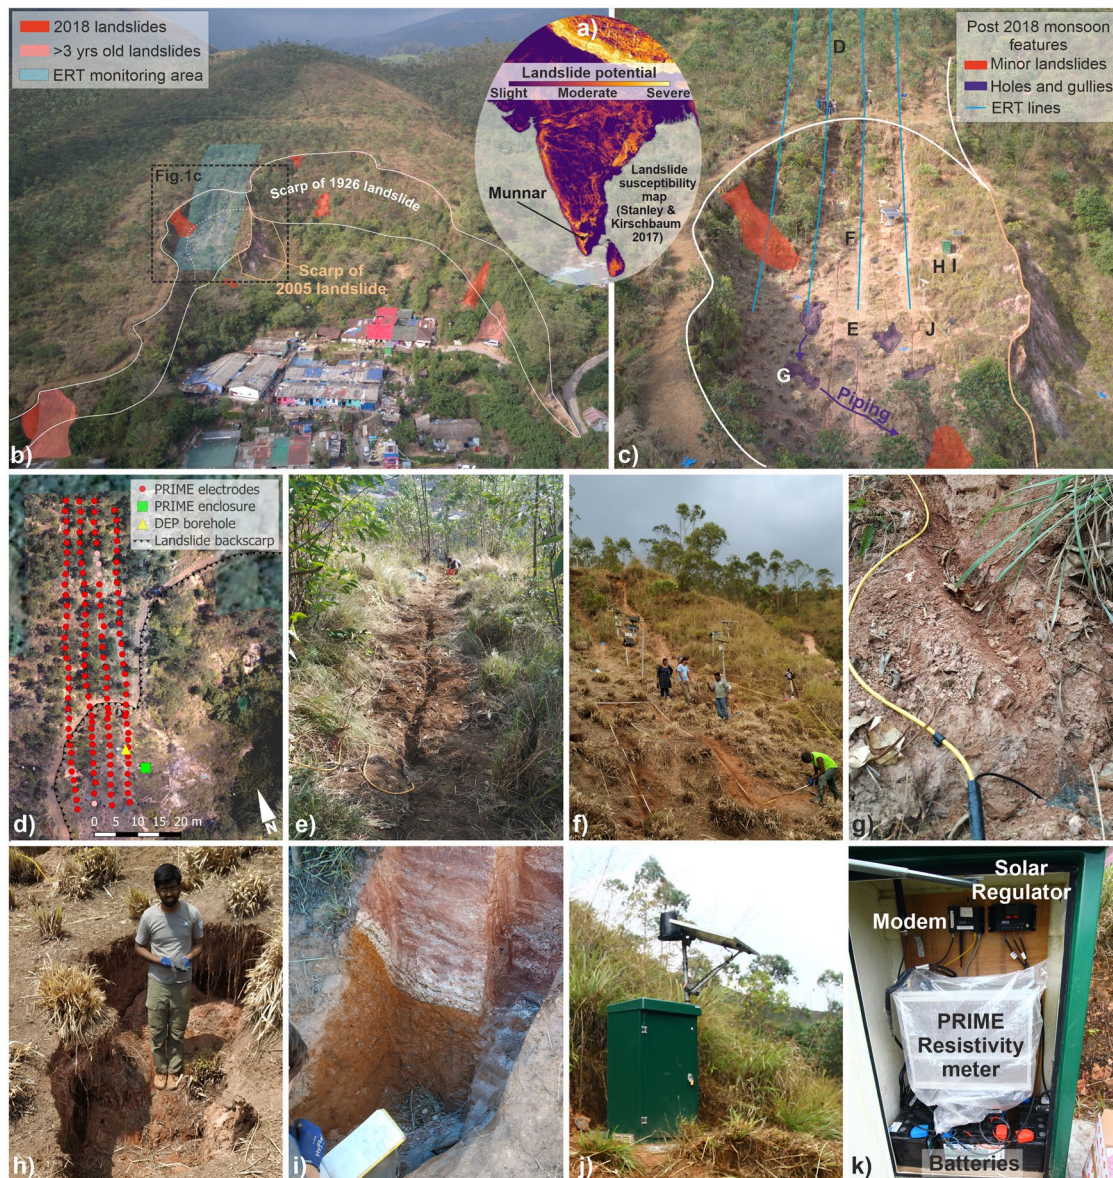 2018 landslides
>3 yrs old landslides
ERT monitoring area
a)
Landslide potential
Slight Moderate Severe
Munnar
Landslide
susceptibility
map
(Stanley &
Kirschbaum
2017)
Fig.1c
Scarp of 1926 landslide
Scarp of
2005 landslide
b)
Post 2018 monsoon
features
Minor landslides
Holes and gullies
ERT lines
D
F
H I
E
J
G
Piping
c)
PRIME electrodes
PRIME enclosure
DEP borehole
Landslide backscarp
0 5 10 20 m
N
d)
e)
f)
g)
h)
i)
j)
Solar
Regulator
Modem
PRIME
Resistivity
meter
Batteries
k)